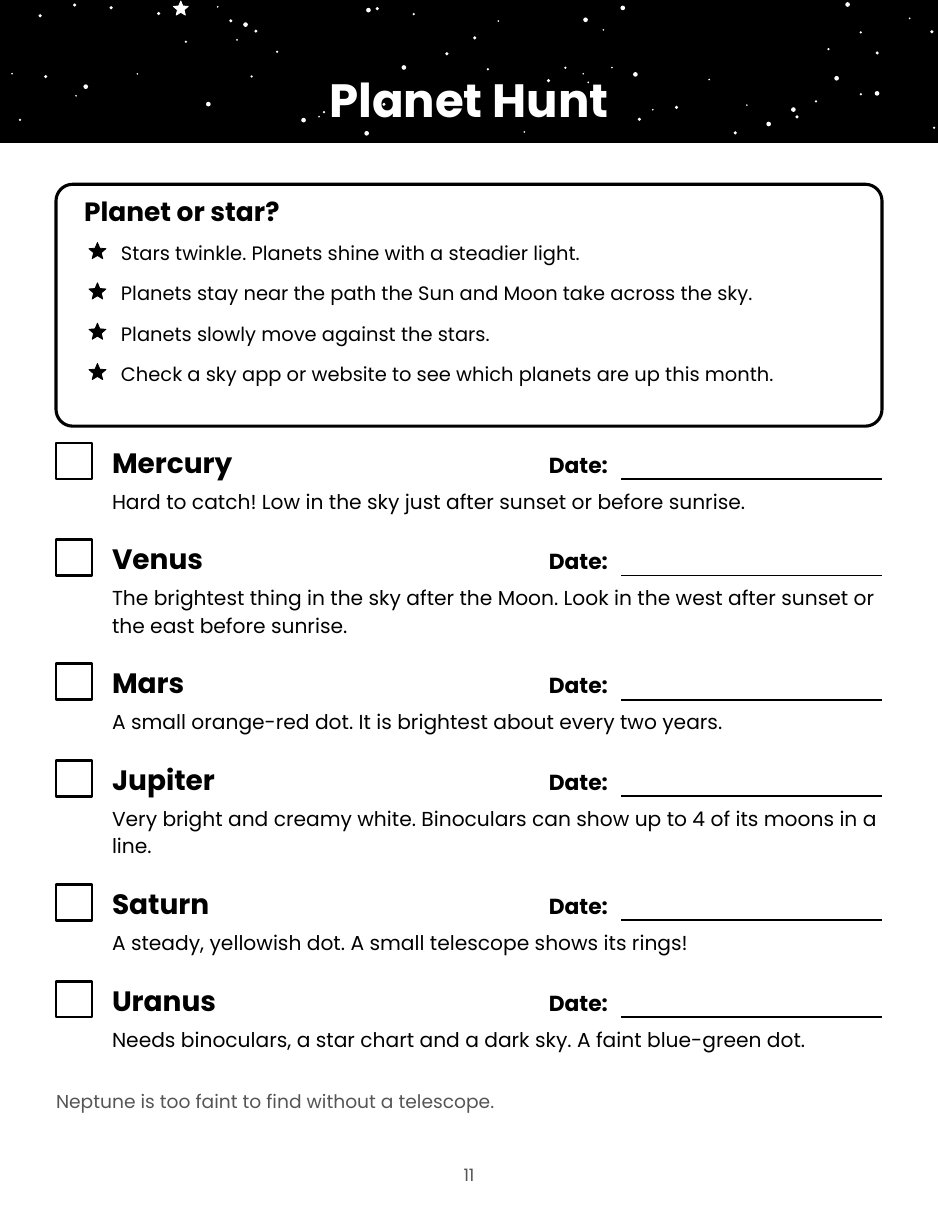 Planet Hunt
Planet or star?
Stars twinkle. Planets shine with a steadier light.
Planets stay near the path the Sun and Moon take across the sky.
Planets slowly move against the stars.
Check a sky app or website to see which planets are up this month.
Mercury Date:
Hard to catch! Low in the sky just after sunset or before sunrise.
Venus Date:
The brightest thing in the sky after the Moon. Look in the west after sunset or
the east before sunrise.
Mars Date:
A small orange-red dot. It is brightest about every two years.
Jupiter Date:
Very bright and creamy white. Binoculars can show up to 4 of its moons in a
line.
Saturn Date:
A steady, yellowish dot. A small telescope shows its rings!
Uranus Date:
Needs binoculars, a star chart and a dark sky. A faint blue-green dot.
Neptune is too faint to find without a telescope.
11